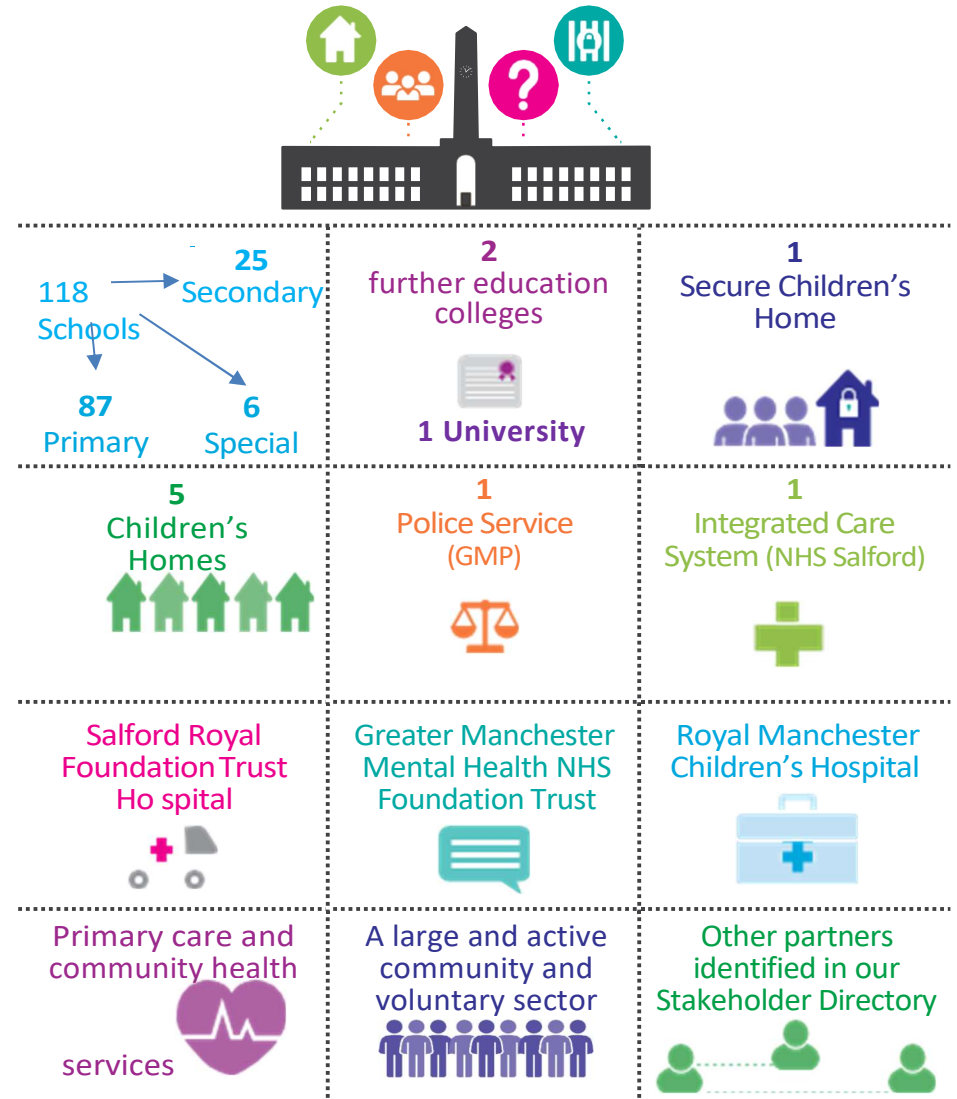 25
Secondary
118
Schools
87
Primary
6
Special
2
further education
colleges
1 University
1
Secure Children's
Home
5
Children's
Homes
1
Police Service
(GMP)
1
Integrated Care
System (NHS Salford)
Salford Royal
Foundation Trust
Ho spital
Greater Manchester
Mental Health NHS
Foundation Trust
Royal Manchester
Children's Hospital
Primary care and
community health
services
A large and active
community and
voluntary sector
Other partners
identified in our
Stakeholder Directory